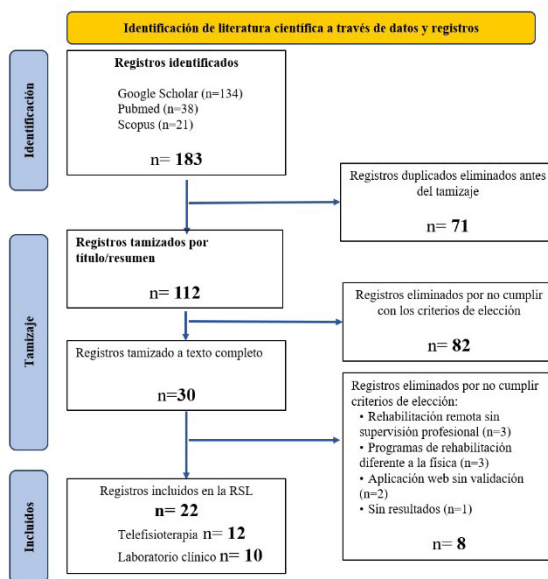 Identificación de literatura científica a través de datos y registros
Identificación
Registros identificados
Google Scholar (n=134)
Pubmed (n=38)
Scopus (n=21)
n= 183
Registros duplicados eliminados antes
del tamizaje
n= 71
Tamizaje
Registros tamizados por
título/resumen
n= 112
Registros eliminados por no cumplir
con los criterios de elección
n= 82
Registros tamizado a texto completo
n=30
Registros eliminados por no cumplir
criterios de elección:
• Rehabilitación remota sin
supervisión profesional (n=3)
• Programas de rehabilitación
diferente a la física (n=3)
• Aplicación web sin validación
(n=2)
• Sin resultados (n=1)
n= 8
Incluidos
Registros incluidos en la RSL
n= 22
Telefisioterapia n= 12
Laboratorio clínico n= 10